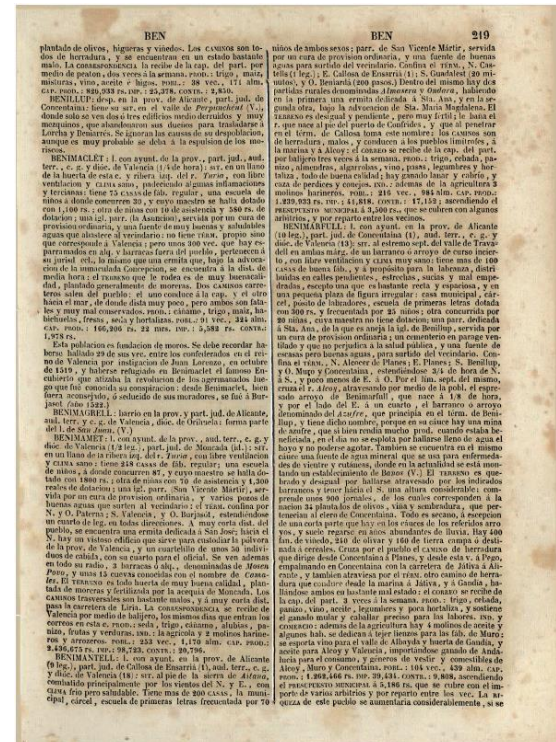 BEN
BEN
219
plantado de olivos, higueras y viñedos. Los CAMINOS son to-
dos de herradura, y se encuentran en un estado bastante
malo. La CORRESPONDENCIA la recibe de la cap. del part. por
medio de peaton, dos veces á la semana. PROD.: trigo, maiz,
misturas, vino, aceite é higos. POBL.: 38 vec., 171 alm.
CAP. PROD.: 820,933 rs. IMP.: 25,378. CONTR.: 2,850.
BENILLUP: desp. en la prov. de Alicante, part. jud. de
Concentaina: tiene su sit. en el valle de Perpuchent (V.),
donde solo se ven dos ó tres edificios medio derruidos y muy
mezquinos, que abandonaron sus dueños para trasladarse á
Lorcha y Beniarrés. Se ignoran las causas de su despoblacion,
aunque es muy probable se deba á la espulsion de los mo-
riscos.
BENIMACLET: l. con ayunt. de la prov., part. jud., aud.
terr., c. g. y dióc. de Valencia (1/4 de hora): SIT. en un llano
de la huerta de esta c. y ribera izq. del r. Turia, con libre
ventilacion y CLIMA sano, padeciendo algunas inflamaciones
y tercianas: tiene 75 CASAS de fáb. regular, una escuela de
niños á donde concurren 30, y cuyo maestro se halla dotado
con 1,100 rs.: otra de niñas con 10 de asistencia y 580 rs. de
dotacion; una igl. parr. (la Asuncion), servida por un cura de
provision ordinaria, y una fuente de muy buenas y saludables
aguas que abastece al vecindario: no tiene TÉRM. propio sino
que corresponde á Valencia; pero unos 300 vec. que hay es-
parramados en alq. y barracas fuera del pueblo, pertenecen á
su jurisd. ecl., lo mismo que una ermita que, bajo la advoca-
cion de la inmaculada Concepcion, se encuentra á la dist. de
media hora: el TERRENO que le rodea es de muy buena cali-
dad, plantado generalmente de moreras. Dos CAMINOS carre-
teros salen del pueblo: el uno conduce á la cap. y el otro
hácia el mar, de donde dista muy poco, pero ambos son fata-
les y muy mal conservados. PROD.: cáñamo, trigo, maiz, ha-
bichuelas, fresas, seda y hortalizas. POBL.: 91 vec., 424 alm.
CAP. PROD.: 166,206 rs. 22 mrs. IMP.: 5,582 rs. CONTR.:
1,978 rs.
Esta poblacion es fundacion de moros. Se debe recordar ha-
berse hallado 29 de sus vec. entre los confederados en el rei-
no de Valencia por instigacion de Juan Lorenzo, en octubre
de 1519, y haberse refugiado en Benimaclet el famoso En-
cubierto que atizaba la revolucion de los agermanados lue-
go que fué conocida su conspiracion: desde Benimaclet, bien
fuera aconsejado, ó seducido de sus moradores, se fué á Bur-
jasot (año 1522.)
BENIMAGRELL: barrio en la prov. y part. jud. de Alicante,
aud. terr. y c. g. de Valencia, dióc. de Orihuela: forma parte
del l. de San Juan. (V.)
BENIMAMET: l. con ayunt. de la prov., aud. terr., c. g. y
dióc. de Valencia (1/2 leg.), part. jud. de Moncada (id.): SIT.
en un llano de la ribera izq. del r. Turia, con libre ventilacion
y CLIMA sano: tiene 248 CASAS de fáb. regular; una escuela
de niños, á donde concurren 87, y cuyo maestro se halla do-
tado con 1800 rs.: otra de niñas con 70 de asistencia y 1,300
reales de dotacion; una igl. parr. (San Vicente Mártir), ser-
vida por un cura de provision ordinaria, y varios pozos de
buenas aguas que surten al vecindario: el TÉRM. confina por
N. y O. Paterna; S. Valencia, y O. Burjasot, estendiéndose
un cuarto de leg. en todas direcciones. A muy corta dist. del
pueblo, se encuentra una ermita dedicada á San José; hácia el
N. hay un vistoso edificio que sirve para custodiar la pólvora
de la prov. de Valencia, y un cuartelillo de unos 50 indivi-
duos de cabida, con su cuarto para el oficial. Se ven ademas
en todo su radio, 3 barracas ó alq., denominadas de Mosen
Pavo, y unas 15 cuevas conocidas con el nombre de Cama-
les. El TERRENO es todo huerta de muy buena calidad, plan-
tada de moreras y fertilizada por la acequia de Moncada. Los
CAMINOS trasversales son bastante malos, y á muy corta dist.
pasa la carretera de Liria. La CORRESPONDENCIA se recibe de
Valencia por medio de balijero, los mismos dias que entran los
correos en esta c. PROD.: seda, trigo, cáñamo, alubias, pa-
nizo, frutas y verduras. IND.: la agricola y 2 molinos harine-
ros y arroceros. POBL.: 253 vec., 1,170 alm. CAP. PROD.
2.436,675 rs. IMP.: 98,723. CONTR.: 20,796.
BENIMANTELL: l. con ayunt. en la prov. de Alicante
(9 leg.), part. jud. de Callosa de Ensarriá (1), aud. terr., c. g.
y dióc. de Valencia (18): SIT. al pie de la sierra de Aitana,
combatido principalmente por los vientos del N. y E., con
CLIMA frio pero saludable. Tiene mas de 200 CASAS, la muni-
cipal, cárcel, escuela de primeras letras frecuentada por 70
niños de ambos sexos; parr. de San Vicente Mártir, servida
por un cura de provision ordinaria, y una fuente de buenas
aguas para surtido del vecindario. Confina el TÉRM. N. Cas-
tells (1 leg.); E. Callosa de Ensarriá (1); S. Guadalest (20 mi-
nutos), y O. Beniardá (200 pasos). Dentro del mismo hay dos
partidas rurales denominadas Almasera y Ondara, habiendo
en la primera una ermita dedicada á Sta. Ana, y en la se-
gunda otra, bajo la advocacion de Sta. Maria Magdalena. El
TERRENO es desigual y pendiente, pero muy fértil; le baña el
r. que nace al pie del puerto de Confrides, y que al penetrar
en el térm. de Callosa toma este nombre: los CAMINOS son
de herradura, malos, y conducen á los pueblos limitrofes, á
la marina y á Alcoy: el CORREO se recibe de la cap. del part.
por balijero tres veces á la semana. PROD.: trigo, cebada, pa-
nizo, almendras, algarrobas, vino, pasas, legumbres y hor-
taliza, todo de buena calidad; hay ganado lanar y cabrio, y
caza de perdices y conejos. IND.: ademas de la agricultura 3
molinos harineros. POBL.: 216 vec., 984 alm. CAP. PROD.
1.239,933 rs. IMP.: 41,818. CONTR.: 17,152; ascendiendo el
PRESUPUESTO MUNICIPAL á 3,500 rs., que se cubren con algunos
arbitrios, y por reparto entre los vecinos.
BENIMARFULL: l. con ayunt. en la prov. de Alicante
(10 leg.), part. jud. de Concentaina (1), aud. terr., c. g. y
dióc. de Valencia (13): SIT. al estremo sept. del valle de Trava-
dell en ambas márg. de un barranco ó arroyo de curso incier-
to, con libre ventilacion y CLIMA muy sano: tiene mas de 100
CASAS de buena fáb., y á propósito para la labranza, distri-
buidas en calles pendientes, estrechas, sucias y mal empe-
dradas, escepto una que es bastante recta y espaciosa, y en
una pequeña plaza de figura irregular: casa municipal, cár-
cel, posito de labradores, escuela de primeras letras dotada
con 300 rs. y frecuentada por 25 niños; otra concurrida por
20 niñas, cuya maestra no tiene dotacion; una parr. dedicada
á Sta. Ana, de la que es aneja la igl. de Benillup, servida por
un cura de provision ordinaria; un cementerio en parage ven-
tilado y que no perjudica á la salud pública, y una fuente de
escasas pero buenas aguas, para surtido del vecindario. Con-
fina el TÉRM. N. Alcocer de Planes; E. Planes; S. Benillup,
y O. Muro y Concentaina, estendiéndose 3/4 de hora de N.
á S., y poco menos de E. á O. Por el lim. sept. del mismo,
cruza el r. Alcoy, atravesando por medio de la pobl. el espre-
sado arroyo de Benimarfull, que nace á 1/8 de hora,
y por el lado del E. á un cuarto, el barranco ó arroyo
denominado del Azufre, que principia en el térm. de Beni-
llup, y tiene dicho nombre, porque en su cauce hay una mina
de azufre, que si bien rendia mucho prod. cuando estaba be-
neficiada, en el dia no se esplota por hallarse lleno de agua el
hoyo y no poderse agotar. Tambien se encuentra en el mismo
cauce una fuente de agua mineral que se usa para enfermeda-
des de vientre y cutáneas, donde en la actualidad se está mon-
tando un establecimiento de BAÑOS (V.). El TERRENO es que-
brado y desigual por hallarse atravesado por los indicados
barrancos y tener hácia el S. una altura considerable: com-
prende unos 900 jornales, de los cuales corresponden á la
nacion 34 plantados de olivos, viña y algarrobos, que per-
tenecian al clero de Concentaina. Todo es secano, á escepcion
de una corta parte que hay en los cáuces de los referidos arro-
yos, y suele regarse en años abundantes de lluvia. Hay 400
jan. de viñedo, 250 de olivar y 150 de tierra campa ó desti-
nada á cereales. Cruza por el pueblo el CAMINO de herradura
que dirige desde Concentaina á Planes, y desde esta v. á Pego,
empalmando en Concentaina con la carretera de Játiva á Ali-
cante, y tambien atraviesa por el TÉRM. otro camino de herra-
dura que conduce desde la marina á Játiva, y á Gandia, ha-
llándose ambos en bastante mal estado: el CORREO se recibe de
la cap. del part. 3 veces á la semana. PROD.: trigo, cebada,
panizo, vino, aceite, legumbres y poca hortaliza, y sostiene
el ganado mular y caballar preciso para las labores. IND. y
COMERCIO: ademas de la agricultura hay 4 molinos de aceite y
algunos hab. se dedican á tejer lienzos para las fáb. de Muro;
se esporta vino para el valle de Albayda y huerta de Gandia, y
aceite para Alcoy y Valencia, importándose ganado de Anda-
lucia para el consumo, y géneros de vestir y comestibles de
Alcoy, Muro y Concentaina. POBL.: 104 vec., 439 alm. CAP.
PROD.: 1.262,466 rs. IMP. 39,431. CONTR.: 9,808, ascendiendo
el PRESUPUESTO MUNICIPAL á 5,186 rs. que se cubre con el im-
porte de varios arbitrios y por reparto entre los vec. La RI-
QUEZA de este pueblo se aumentaria considerablemente, si se